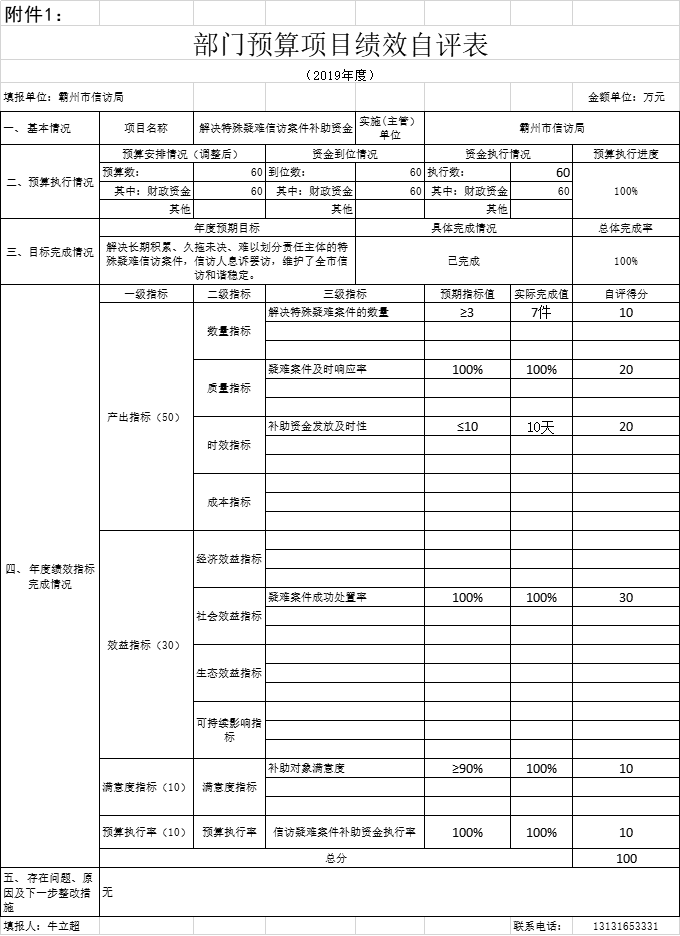 附件1：
部门预算项目绩效自评表
（2019年度）
填报单位：霸州市信访局 金额单位：万元
一、 基本情况 项目名称 解决特殊疑难信访案件补助资金 实施(主管)单位 霸州市信访局
二、预算执行情况 预算安排情况（调整后） 资金到位情况 资金执行情况 预算执行进度
预算数： 60 到位数： 60 执行数： 60 100%
其中：财政资金 60 其中：财政资金 60 其中：财政资金 60
其他 其他 其他
三、目标完成情况 年度预期目标 具体完成情况 总体完成率
解决长期积累、久拖未决、难以划分责任主体的特
殊疑难信访案件，信访人息诉罢访，维护了全市信
访和谐稳定。
已完成 100%
四、 年度绩效指标
完成情况
一级指标 二级指标 三级指标 预期指标值 实际完成值 自评得分
产出指标（50） 数量指标 解决特殊疑难案件的数量 ≥3 7件 10
质量指标 疑难案件及时响应率 100% 100% 20
时效指标 补助资金发放及时性 ≤10 10天 20
成本指标
效益指标（30） 经济效益指标
社会效益指标 疑难案件成功处置率 100% 100% 30
生态效益指标
可持续影响指
标
满意度指标（10） 满意度指标 补助对象满意度 ≥90% 100% 10
预算执行率（10） 预算执行率 信访疑难案件补助资金执行率 100% 100% 10
总分 100
五、 存在问题、原
因及下一步整改措
施
无
填报人：牛立超 联系电话： 13131653331